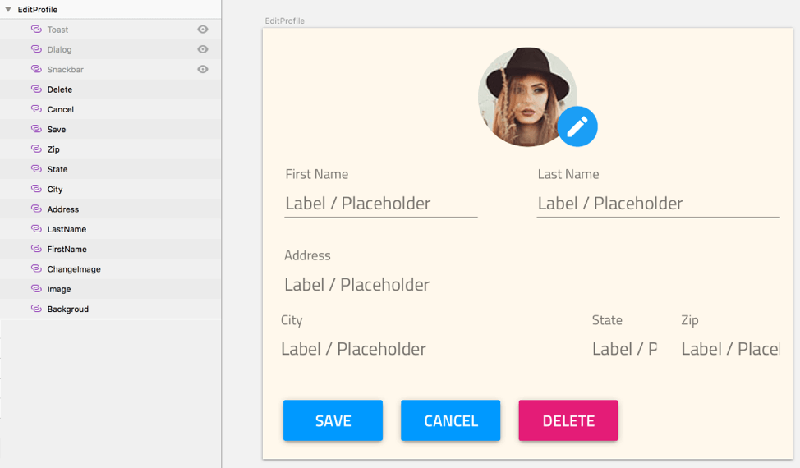 EditProfile
Toast
Dialog
Snackbar
Delete
Cancel
Save
Zip
State
City
Address
LastName
FirstName
ChangeImage
Image
Backgroud
EditProfile
First Name Last Name
Label / Placeholder Label / Placeholder
Address
Label / Placeholder
City State Zip
Label / Placeholder Label / P Label / Placel
SAVE CANCEL DELETE